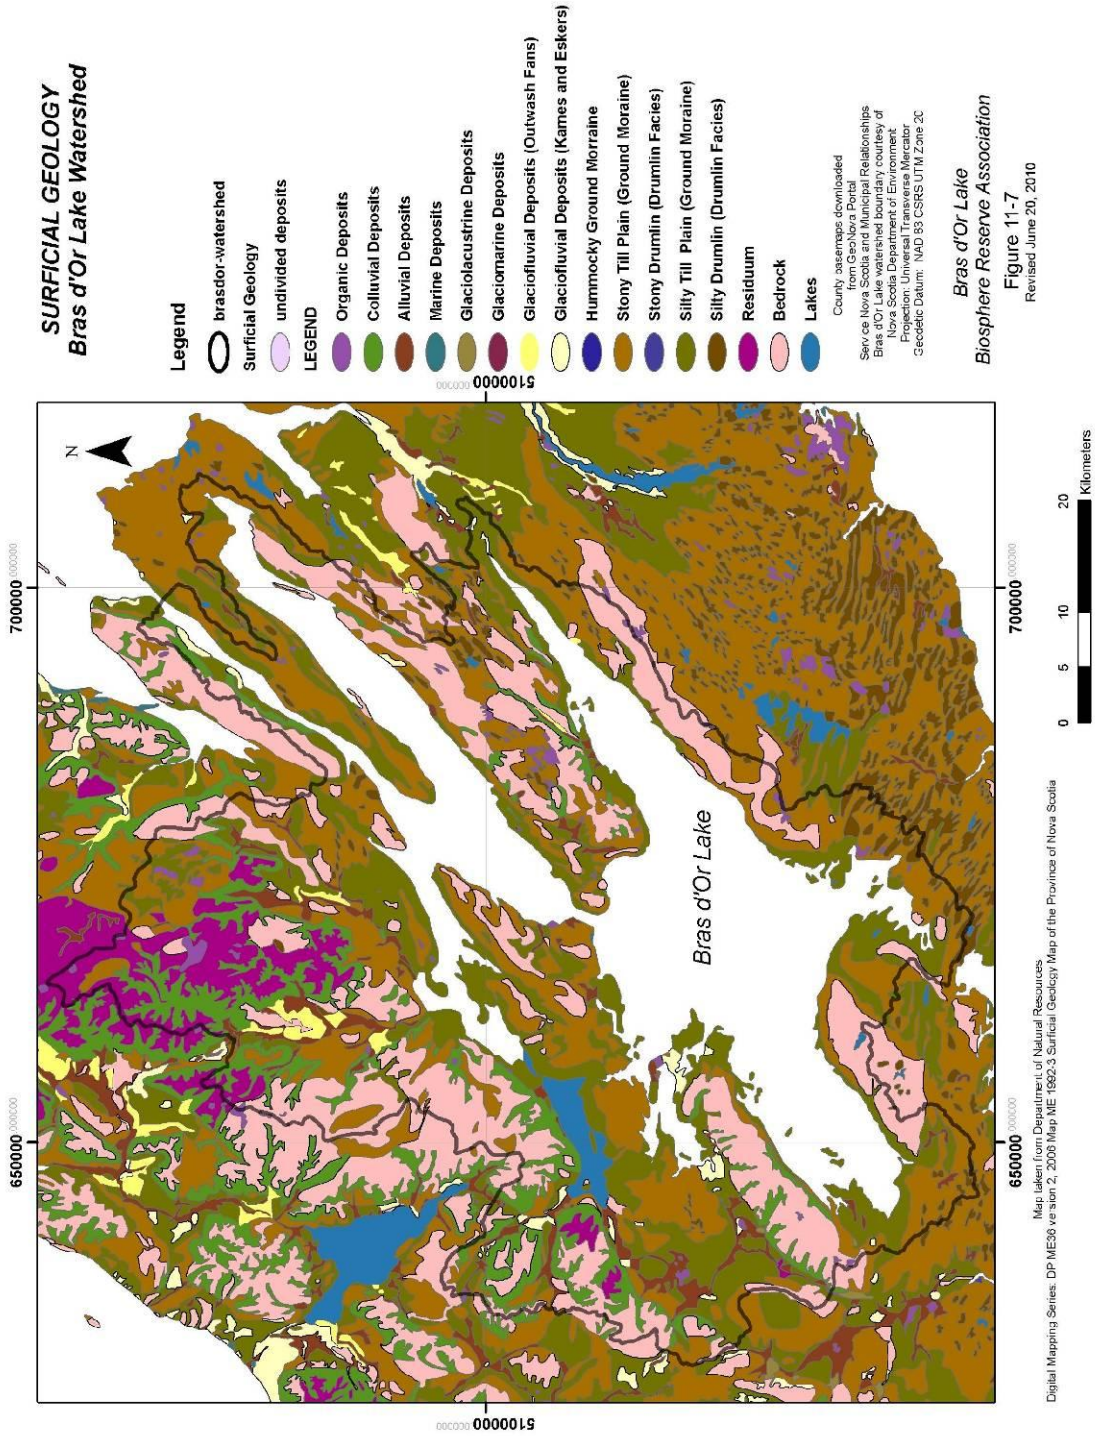 SURFICIAL GEOLOGY
Bras d'Or Lake Watershed
Legend
brasdor-watershed
Surficial Geology
undivided deposits
LEGEND
Organic Deposits
Colluvial Deposits
Alluvial Deposits
Marine Deposits
Glaciolacustrine Deposits
Glaciomarine Deposits
Glaciofluvial Deposits (Outwash Fans)
Glaciofluvial Deposits (Kames and Eskers)
Hummocky Ground Morraine
Stony Till Plain (Ground Moraine)
Stony Drumlin (Drumlin Facies)
Silty Till Plain (Ground Moraine)
Silty Drumlin (Drumlin Facies)
Residuum
Bedrock
Lakes
County basemaps downloaded
from GeoNova Portal
Service Nova Scotia and Municipal Relationships
Bras d'Or Lake watershed boundary courtesy of
Nova Scotia Department of Environment
Projection: Universal Transverse Mercator
Geodetic Datum: NAD 83 CSRS UTM Zone 20
Bras d'Or Lake
Biosphere Reserve Association
Figure 11-7
Revised June 20, 2010
650000.000000
700000.000000
N
5100000.000000
5100000.000000
Bras d'Or Lake
650000.000000
700000.000000
Map taken from Department of Natural Resources
Digital Mapping Series: DP ME36 version 2, 2006 Map ME 1992-3 Surficial Geology Map of the Province of Nova Scotia
0 5 10 20
Kilometers